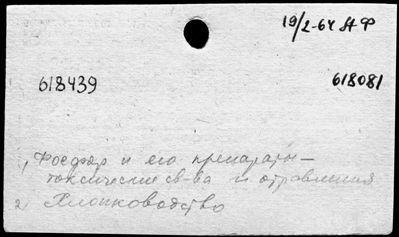 19/2-64 АФ
618439 618081
1, Фосфор и его препараты —
токсические св-ва и отравления
2) Хлопководство